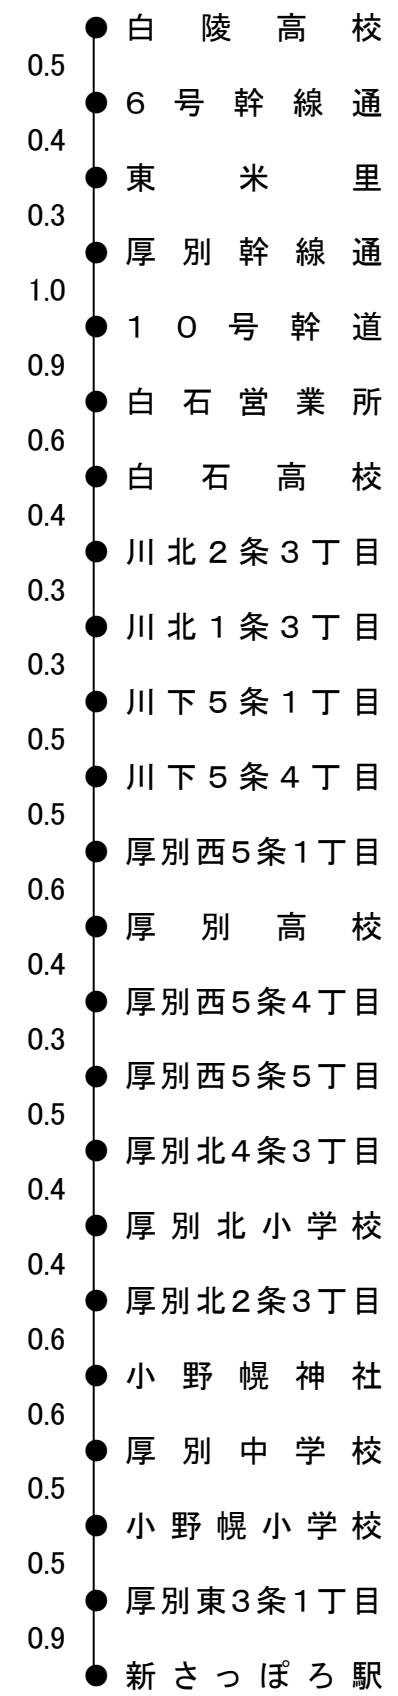 白陵高校
0.5
6号幹線通
0.4
東米里
0.3
厚別幹線通
1.0
10号幹道
0.9
白石営業所
0.6
白石高校
0.4
川北2条3丁目
0.3
川北1条3丁目
0.3
川下5条1丁目
0.5
川下5条4丁目
0.5
厚別西5条1丁目
0.6
厚別高校
0.4
厚別西5条4丁目
0.3
厚別西5条5丁目
0.5
厚別北4条3丁目
0.4
厚別北小学校
0.4
厚別北2条3丁目
0.6
小野幌神社
0.6
厚別中学校
0.5
小野幌小学校
0.5
厚別東3条1丁目
0.9
新さっぽろ駅